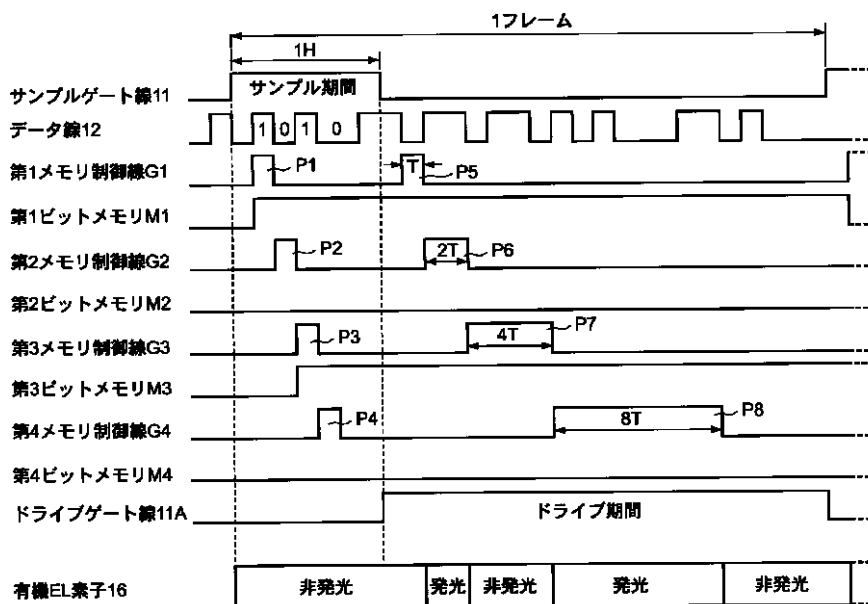 1フレーム
1H
サンプルゲート線11
サンプル期間
データ線12
1 0 1 0
第1メモリ制御線G1
P1
T
P5
第1ビットメモリM1
第2メモリ制御線G2
P2
2T
P6
第2ビットメモリM2
第3メモリ制御線G3
P3
4T
P7
第3ビットメモリM3
第4メモリ制御線G4
P4
8T
P8
第4ビットメモリM4
ドライブゲート線11A
ドライブ期間
有機EL素子16
非発光 発光 非発光 発光 非発光